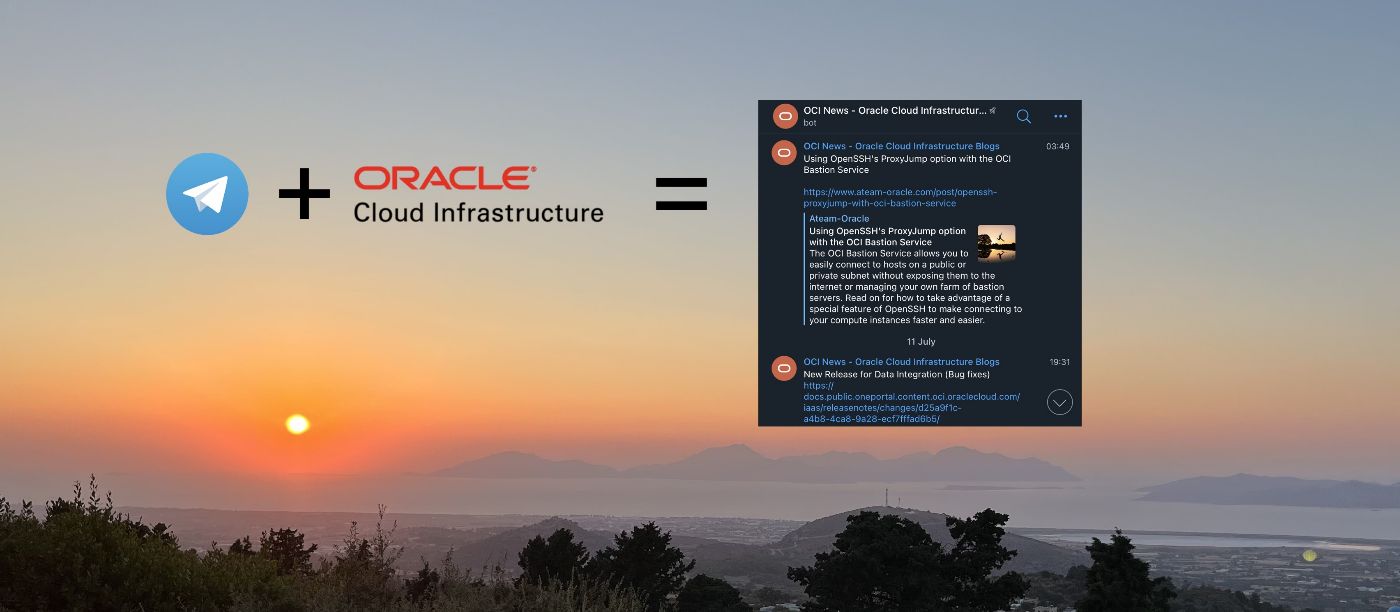 + ORACLE® =
Cloud Infrastructure
OCI News - Oracle Cloud Infrastructur...
bot
OCI News - Oracle Cloud Infrastructure Blogs 03:49
Using OpenSSH's ProxyJump option with the OCI
Bastion Service
https://www.ateam-oracle.com/post/openssh-
proxyjump-with-oci-bastion-service
Ateam-Oracle
Using OpenSSH's ProxyJump option
with the OCI Bastion Service
The OCI Bastion Service allows you to
easily connect to hosts on a public or
private subnet without exposing them to the
internet or managing your own farm of bastion
servers. Read on for how to take advantage of a
special feature of OpenSSH to make connecting to
your compute instances faster and easier.
11 July
OCI News - Oracle Cloud Infrastructure Blogs 19:31
New Release for Data Integration (Bug fixes)
https://
docs.public.oneportal.content.oci.oraclecloud.com/
iaas/releasenotes/changes/d25a9f1c-
a4b8-4ca8-9a28-ecf7fffad6b5/